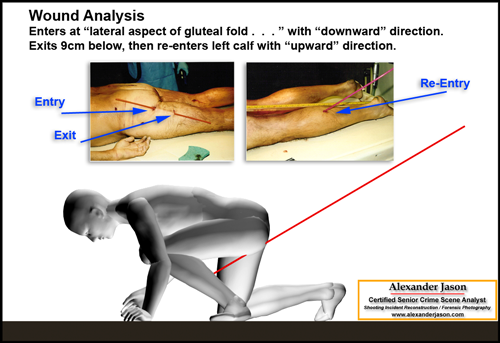 Wound Analysis
Enters at “lateral aspect of gluteal fold . . . ” with “downward” direction.
Exits 9cm below, then re-enters left calf with “upward” direction.
Re-Entry
Entry
Exit
Alexander Jason
Certified Senior Crime Scene Analyst
Shooting Incident Reconstruction / Forensic Photography
www.alexanderjason.com